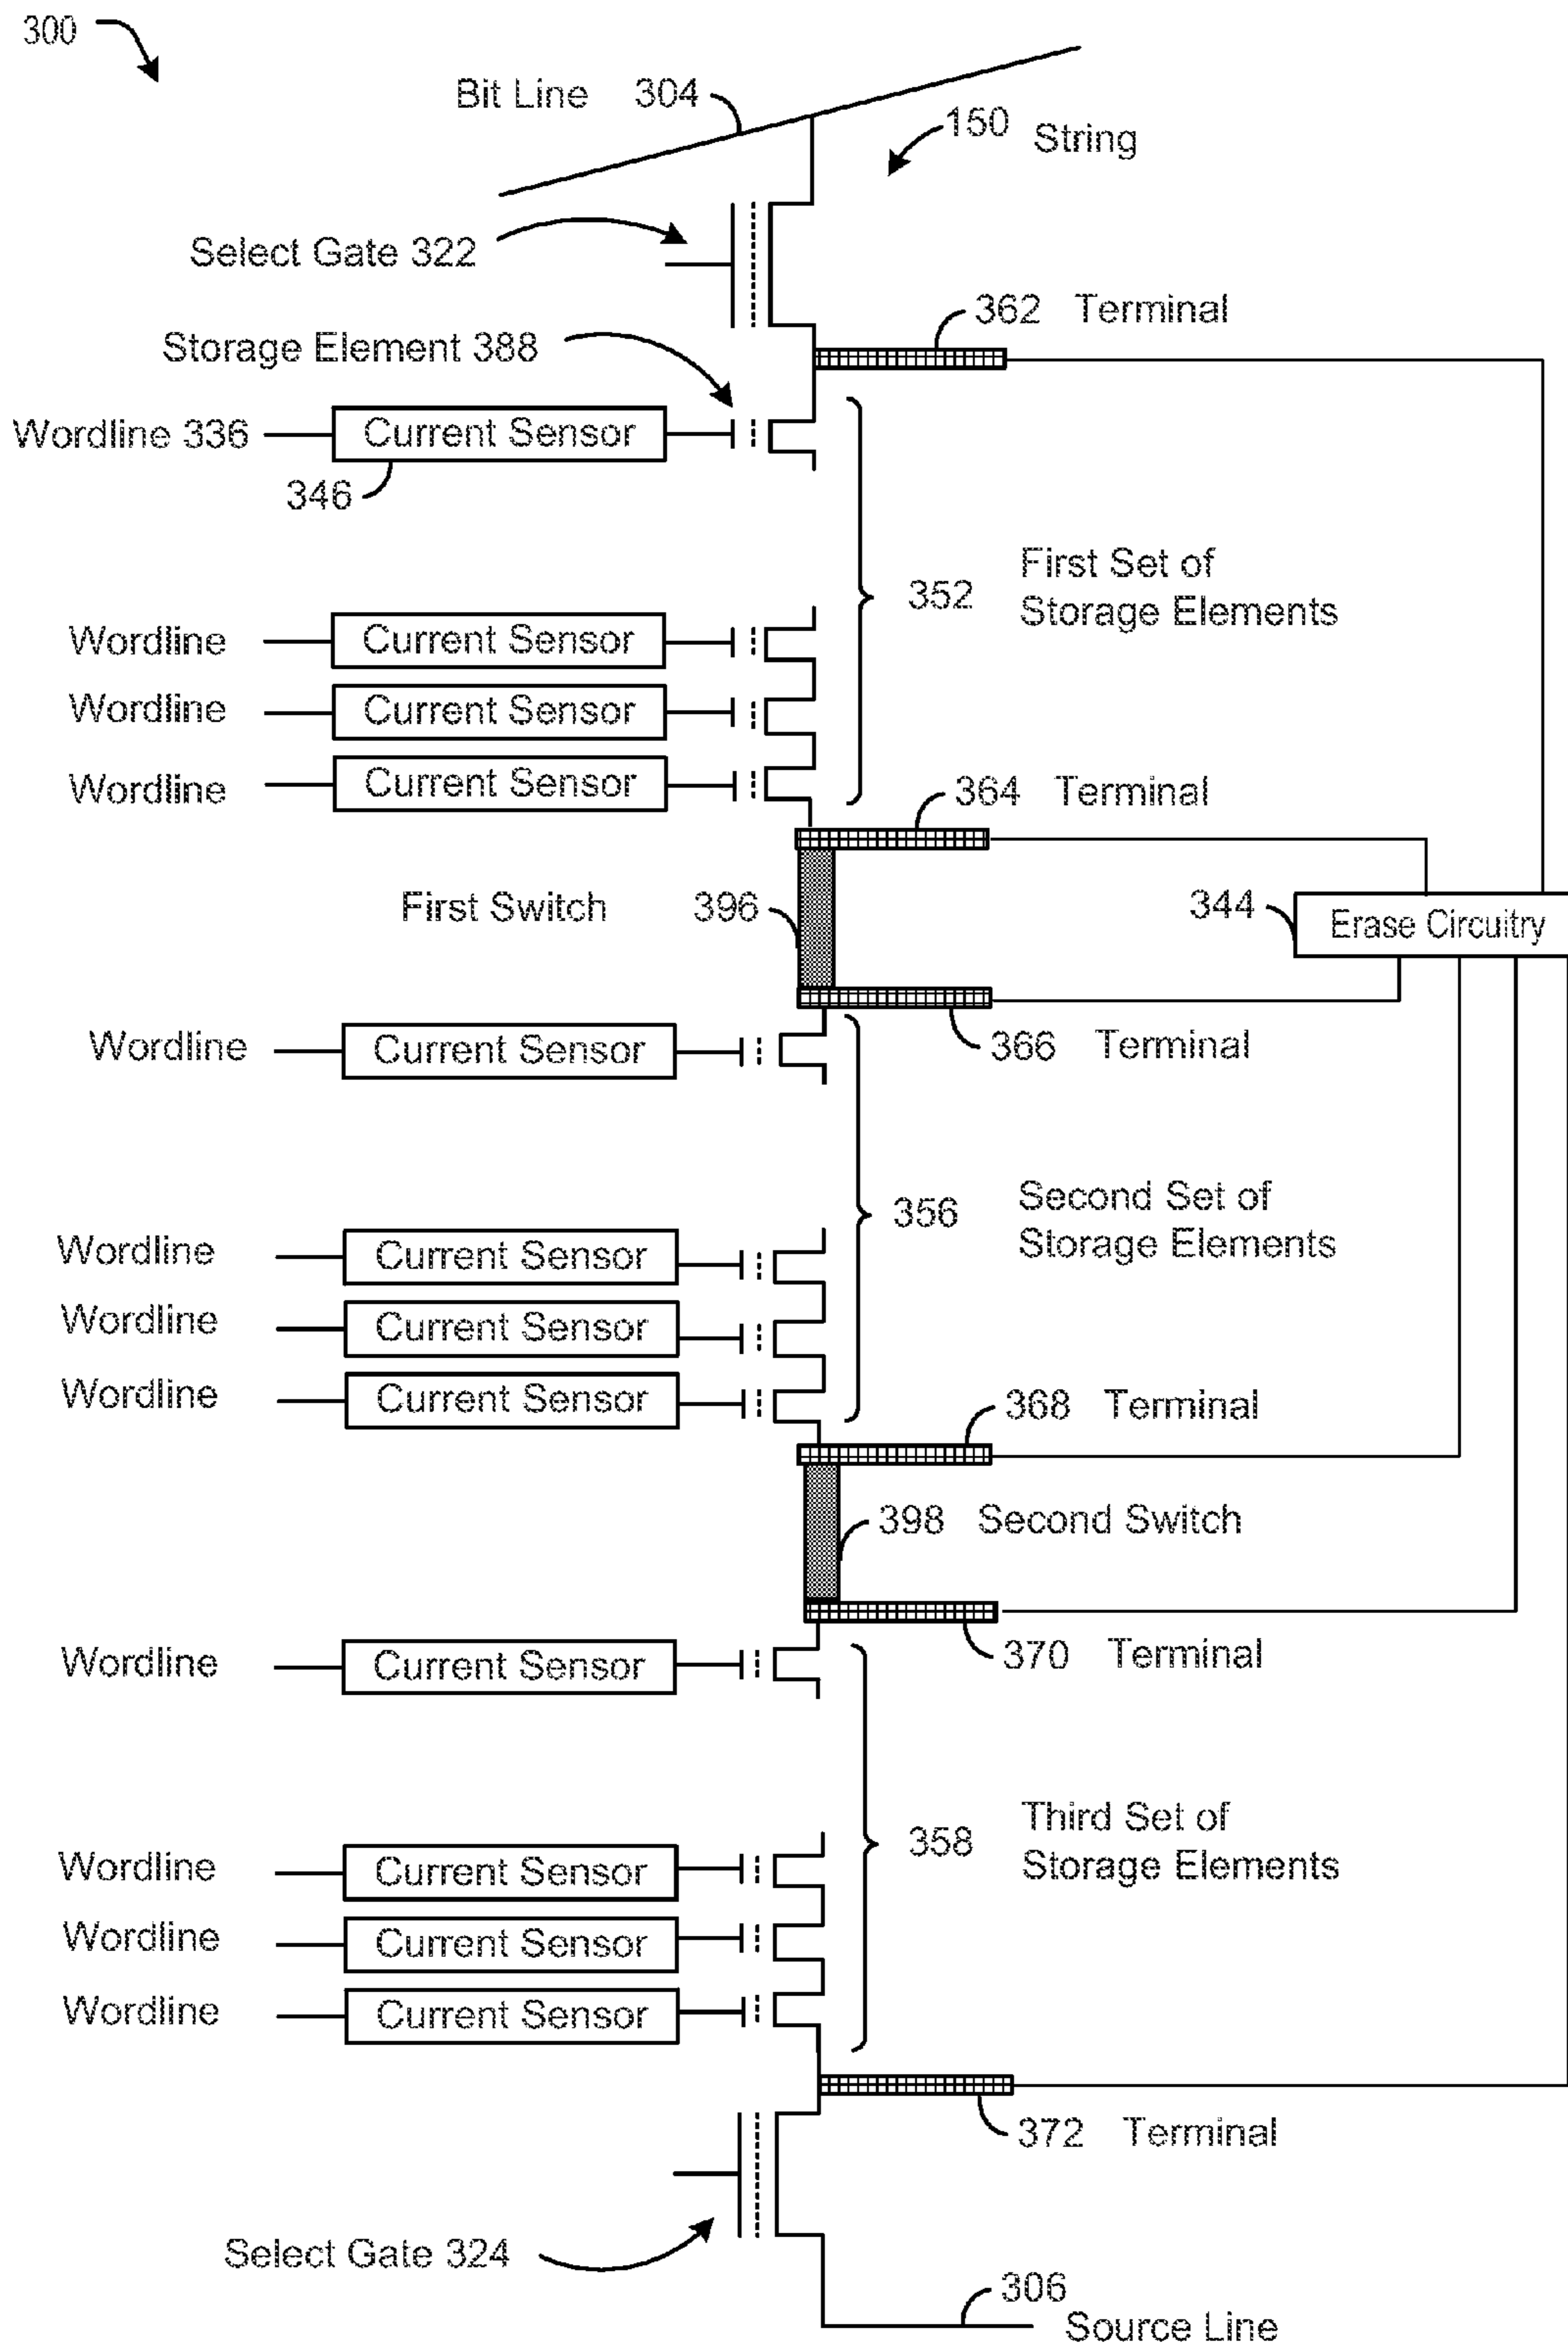 300
Bit Line 304
150 String
Select Gate 322
362 Terminal
Storage Element 388
Wordline 336 Current Sensor
346
First Set of
352
Storage Elements
Wordline Current Sensor
Wordline Current Sensor
Wordline Current Sensor
364 Terminal
First Switch 396
344 Erase Circuitry
366 Terminal
Wordline Current Sensor
Second Set of
356
Storage Elements
Wordline Current Sensor
Wordline Current Sensor
Wordline Current Sensor
368 Terminal
398 Second Switch
370 Terminal
Wordline Current Sensor
Third Set of
358
Storage Elements
Wordline Current Sensor
Wordline Current Sensor
Wordline Current Sensor
372 Terminal
Select Gate 324
306
Source Line